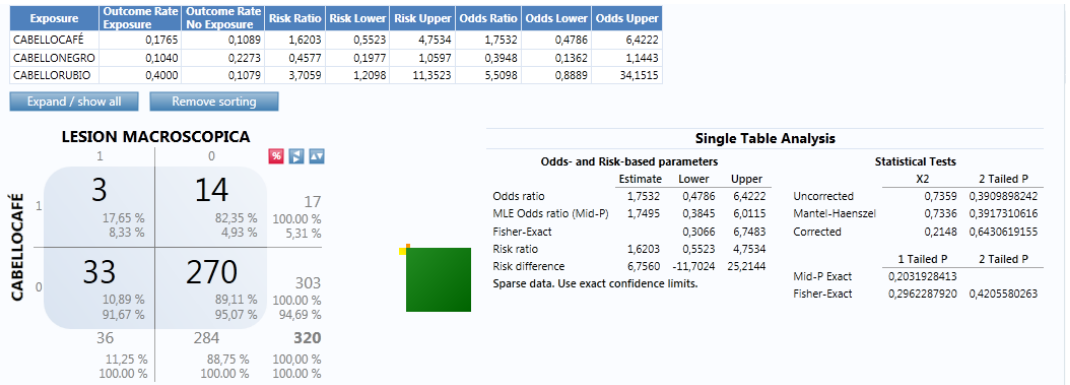 Exposure Outcome Rate Exposure Outcome Rate No Exposure Risk Ratio Risk Lower Risk Upper Odds Ratio Odds Lower Odds Upper
CABELLOCAFÉ 0,1765 0,1089 1,6203 0,5523 4,7534 1,7532 0,4786 6,4222
CABELLONEGRO 0,1040 0,2273 0,4577 0,1977 1,0597 0,3948 0,1362 1,1443
CABELLORUBIO 0,4000 0,1079 3,7059 1,2098 11,3523 5,5098 0,8889 34,1515
Expand / show all Remove sorting
LESION MACROSCOPICA
1 0 %
CABELLOCAFÉ
1 3 14 17
17,65 % 82,35 % 100.00 %
8,33 % 4,93 % 5,31 %
0 33 270 303
10,89 % 89,11 % 100.00 %
91,67 % 95,07 % 94,69 %
36 284 320
11,25 % 88,75 % 100,00 %
100.00 % 100.00 % 100.00 %
Single Table Analysis
Odds- and Risk-based parameters
Estimate Lower Upper
Odds ratio 1,7532 0,4786 6,4222
MLE Odds ratio (Mid-P) 1,7495 0,3845 6,0115
Fisher-Exact 0,3066 6,7483
Risk ratio 1,6203 0,5523 4,7534
Risk difference 6,7560 -11,7024 25,2144
Sparse data. Use exact confidence limits.
Statistical Tests
X2 2 Tailed P
Uncorrected 0,7359 0,3909898242
Mantel-Haenszel 0,7336 0,3917310616
Corrected 0,2148 0,6430619155
1 Tailed P 2 Tailed P
Mid-P Exact 0,2031928413
Fisher-Exact 0,2962287920 0,4205580263